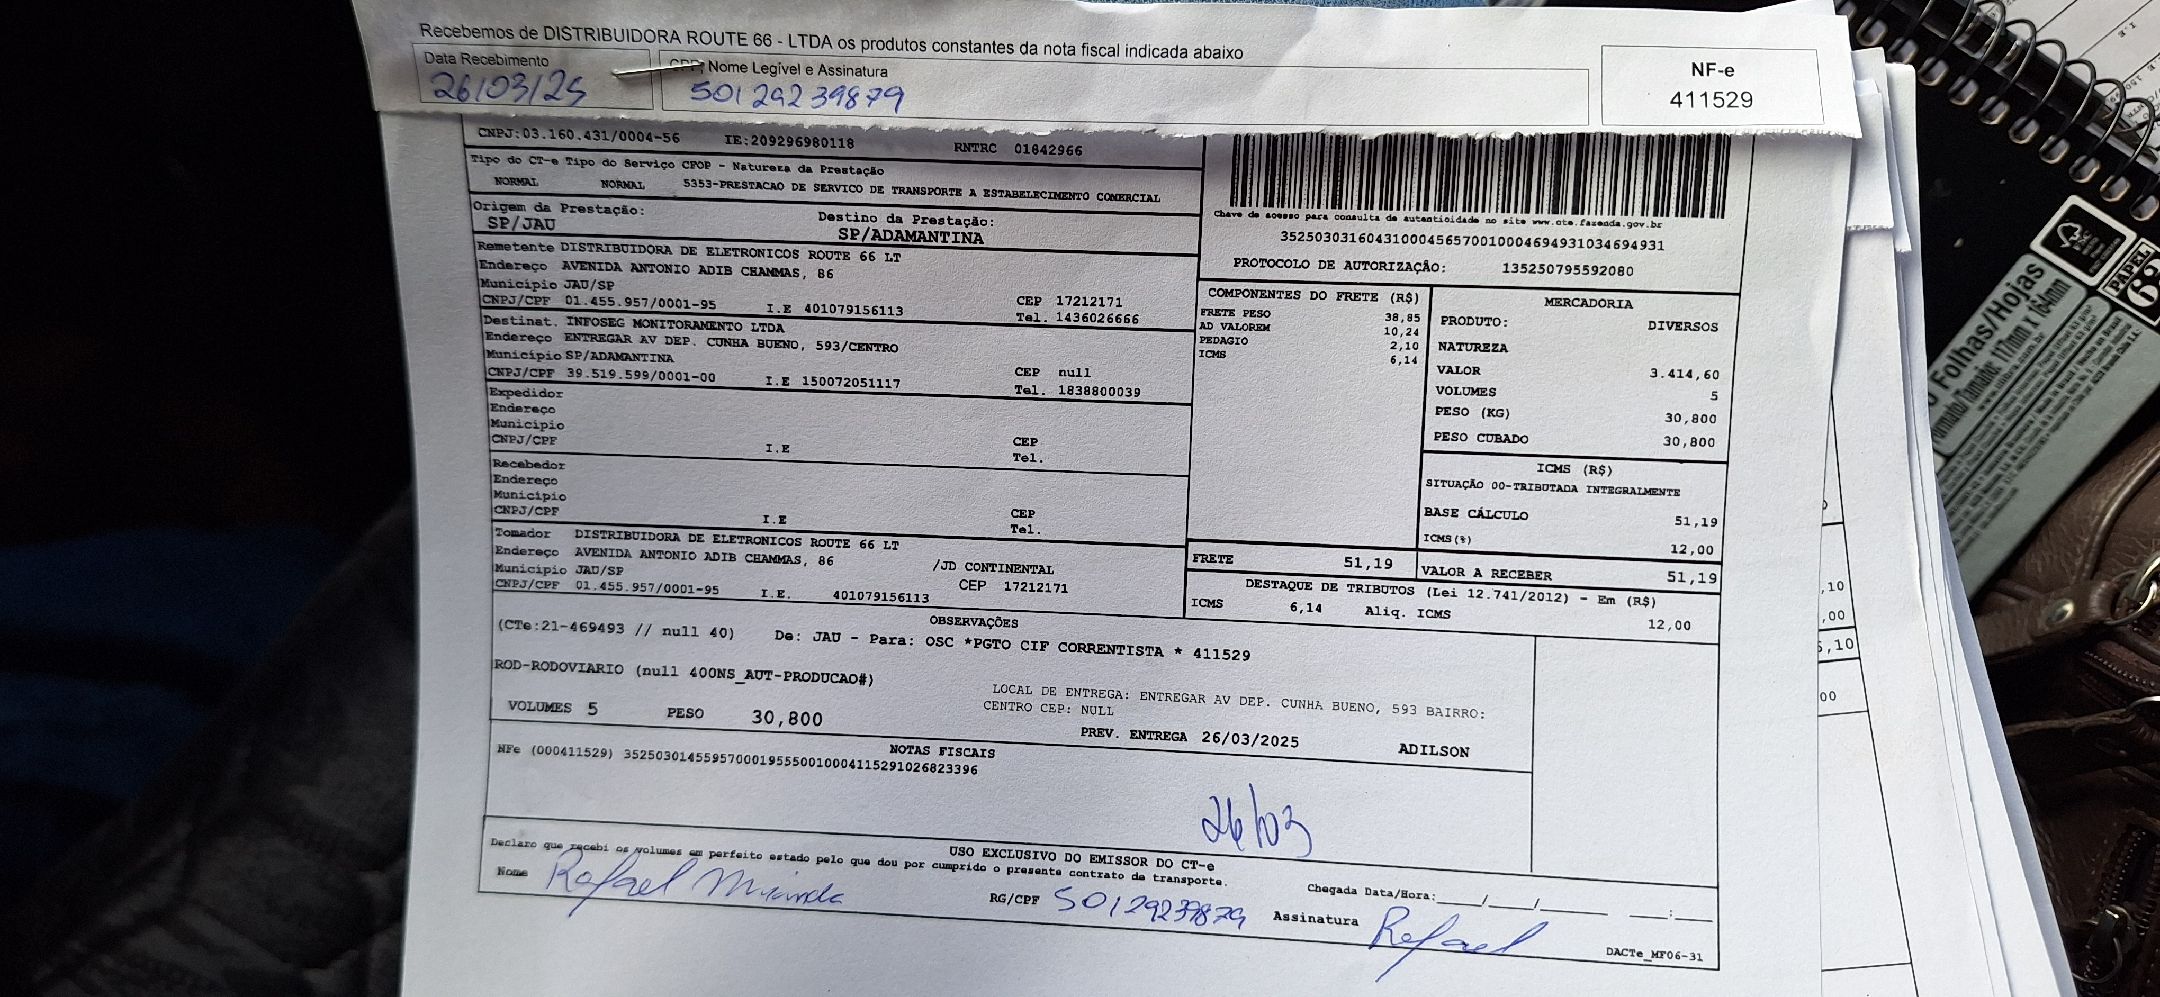 Recebemos de DISTRIBUIDORA ROUTE 66 - LTDA os produtos constantes da nota fiscal indicada abaixo
Data Recebimento
26/03/25
CPF, Nome Legível e Assinatura
50129239879
NF-e
411529
CNPJ:03.160.431/0004-56 IE:209296980118 RNTRC 01842966
Tipo do CT-e Tipo do Serviço CFOP - Natureza da Prestação
NORMAL NORMAL 5353-PRESTACAO DE SERVICO DE TRANSPORTE A ESTABELECIMENTO COMERCIAL
Origem da Prestação:
SP/JAU
Destino da Prestação:
SP/ADAMANTINA
Remetente DISTRIBUIDORA DE ELETRONICOS ROUTE 66 LT
Endereço AVENIDA ANTONIO ADIB CHAMMAS, 86
Município JAU/SP CEP 17212171
CNPJ/CPF 01.455.957/0001-95 I.E 401079156113 Tel. 1436026666
Destinat. INFOSEG MONITORAMENTO LTDA
Endereço ENTREGAR AV DEP. CUNHA BUENO, 593/CENTRO
Município SP/ADAMANTINA CEP null
CNPJ/CPF 39.519.599/0001-00 I.E 150072051117 Tel. 1838800039
Expedidor
Endereço
Município
CNPJ/CPF I.E CEP
Tel.
Recebedor
Endereço
Município
CNPJ/CPF I.E CEP
Tel.
Tomador DISTRIBUIDORA DE ELETRONICOS ROUTE 66 LT
Endereço AVENIDA ANTONIO ADIB CHAMMAS, 86 /JD CONTINENTAL
Município JAU/SP CEP 17212171
CNPJ/CPF 01.455.957/0001-95 I.E. 401079156113
Chave de acesso para consulta de autenticidade no site www.cte.fazenda.gov.br
35250303160431000456570010004694931034694931
PROTOCOLO DE AUTORIZAÇÃO: 135250795592080
COMPONENTES DO FRETE (R$)
FRETE PESO 38,85
AD VALOREM 10,24
PEDAGIO 2,10
ICMS 6,14
MERCADORIA
PRODUTO: DIVERSOS
NATUREZA
VALOR 3.414,60
VOLUMES 5
PESO (KG) 30,800
PESO CUBADO 30,800
ICMS (R$)
SITUAÇÃO 00-TRIBUTADA INTEGRALMENTE
BASE CÁLCULO 51,19
ICMS(%) 12,00
FRETE 51,19 VALOR A RECEBER 51,19
DESTAQUE DE TRIBUTOS (Lei 12.741/2012) - Em (R$)
ICMS 6,14 Aliq. ICMS 12,00
OBSERVAÇÕES
(CTe:21-469493 // null 40) De: JAU - Para: OSC *PGTO CIF CORRENTISTA * 411529
ROD-RODOVIARIO (null 400NS_AUT-PRODUCAO#)
LOCAL DE ENTREGA: ENTREGAR AV DEP. CUNHA BUENO, 593 BAIRRO:
CENTRO CEP: NULL
VOLUMES 5 PESO 30,800
PREV. ENTREGA 26/03/2025 ADILSON
NOTAS FISCAIS
NFe (000411529) 35250301455957000195550010004115291026823396
26/03
USO EXCLUSIVO DO EMISSOR DO CT-e
Declaro que recebi os volumes em perfeito estado pelo que dou por cumprido o presente contrato de transporte.
Nome Rafael Miranda
RG/CPF 50129239879 Assinatura Rafael
Chegada Data/Hora:____/____/____ ___:___
DACTe_MF06-31
Folhas/Hojas
PAPEL
,10
,00
,10
00